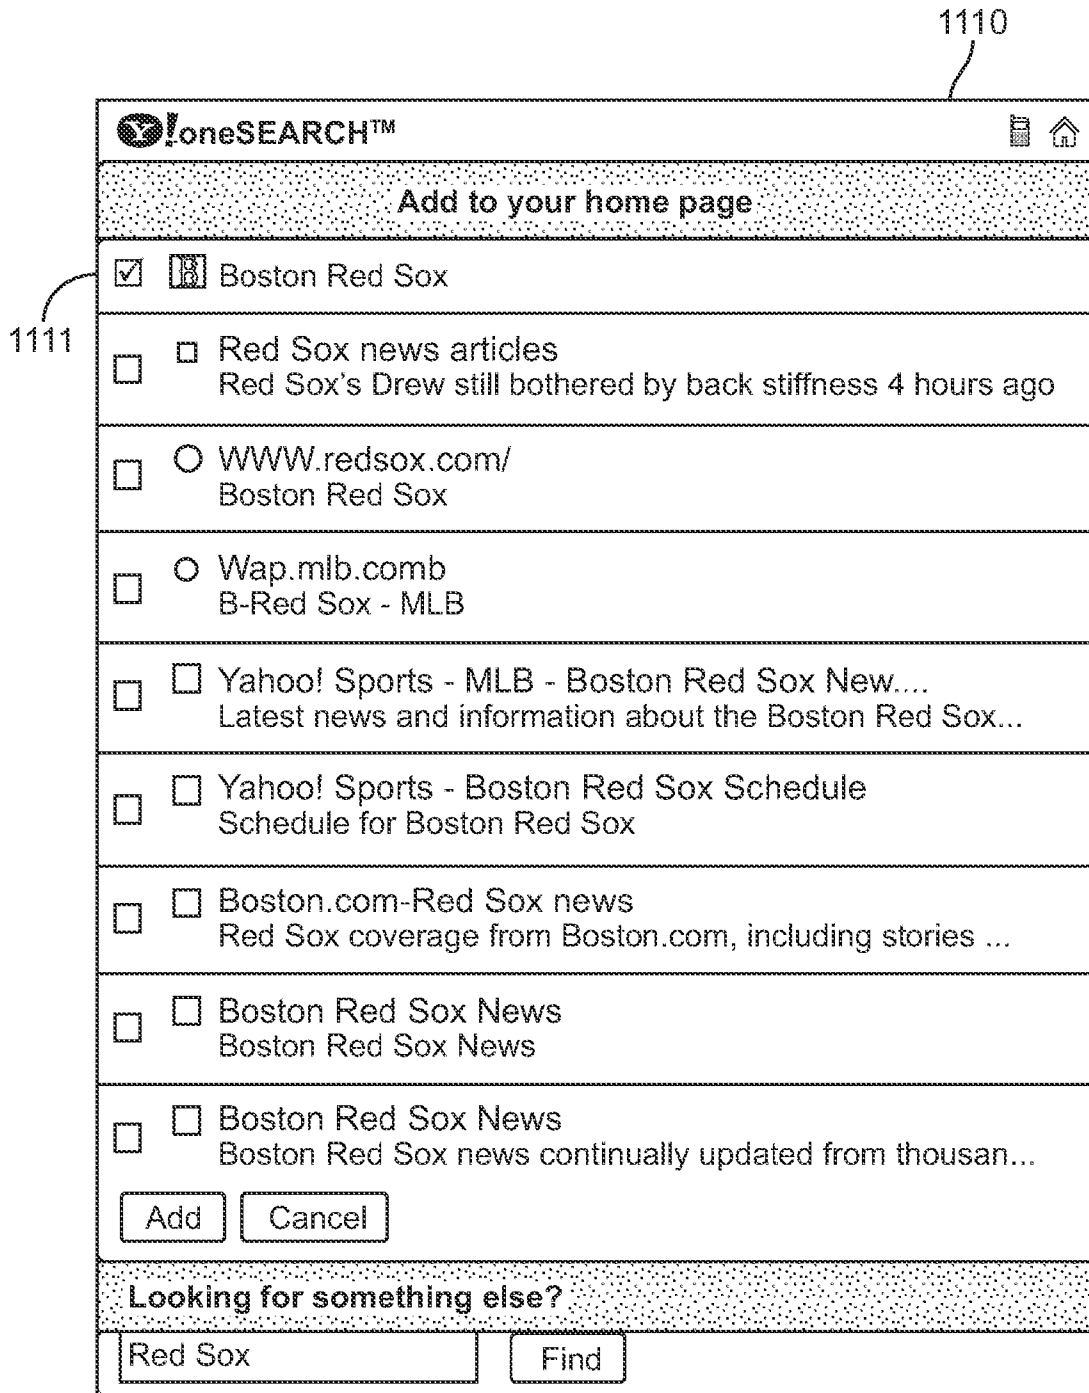 1110
Y!oneSEARCH™
Add to your home page
1111
B Boston Red Sox
Red Sox news articles
Red Sox's Drew still bothered by back stiffness 4 hours ago
WWW.redsox.com/
Boston Red Sox
Wap.mlb.comb
B-Red Sox - MLB
Yahoo! Sports - MLB - Boston Red Sox New....
Latest news and information about the Boston Red Sox...
Yahoo! Sports - Boston Red Sox Schedule
Schedule for Boston Red Sox
Boston.com-Red Sox news
Red Sox coverage from Boston.com, including stories ...
Boston Red Sox News
Boston Red Sox News
Boston Red Sox News
Boston Red Sox news continually updated from thousan...
Add Cancel
Looking for something else?
Red Sox Find